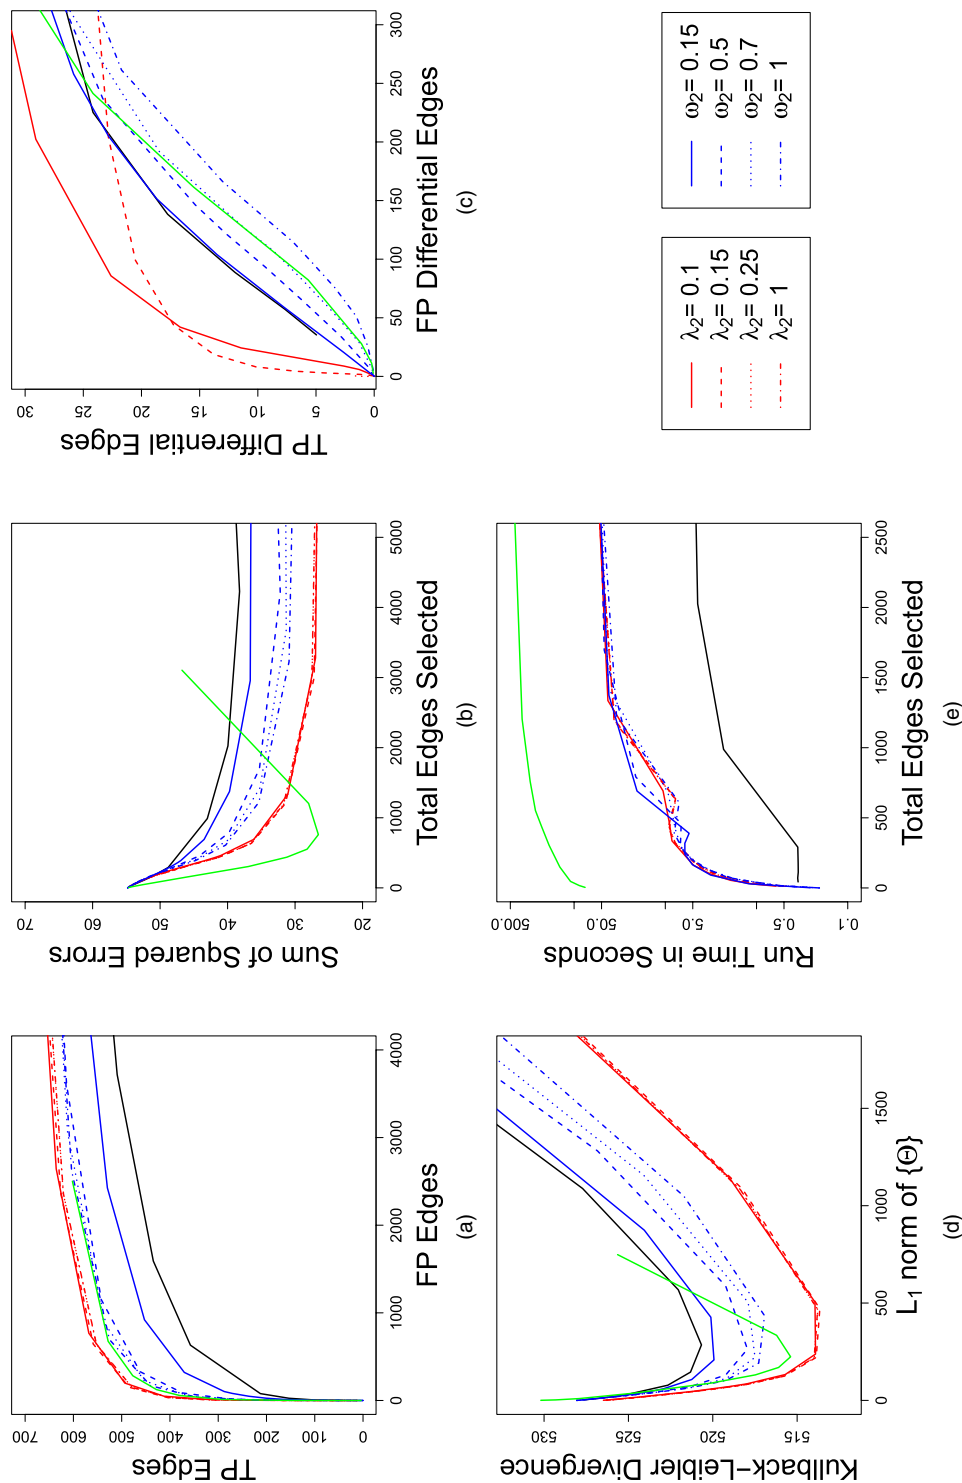 TP Edges
0 100 200 300 400 500 600 700
0 1000 2000 3000 4000
FP Edges
(a)
Sum of Squared Errors
20 30 40 50 60 70
0 1000 2000 3000 4000 5000
Total Edges Selected
(b)
TP Differential Edges
0 5 10 15 20 25 30
0 50 100 150 200 250 300
FP Differential Edges
(c)
Kullback−Leibler Divergence
515 520 525 530
0 500 1000 1500
L₁ norm of {Θ}
(d)
Run Time in Seconds
0.1 0.5 5.0 50.0 500.0
0 500 1000 1500 2000 2500
Total Edges Selected
(e)
λ₂= 0.1
λ₂= 0.15
λ₂= 0.25
λ₂= 1
ω₂= 0.15
ω₂= 0.5
ω₂= 0.7
ω₂= 1